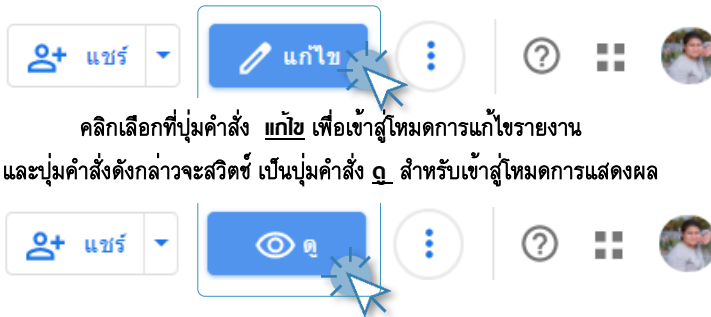 แชร์ แก้ไข
คลิกเลือกที่ปุ่มคำสั่ง แก้ไข เพื่อเข้าสู่โหมดการแก้ไขรายงาน
และปุ่มคำสั่งดังกล่าวจะสวิตช์ เป็นปุ่มคำสั่ง ดู สำหรับเข้าสู่โหมดการแสดงผล
แชร์ ดู